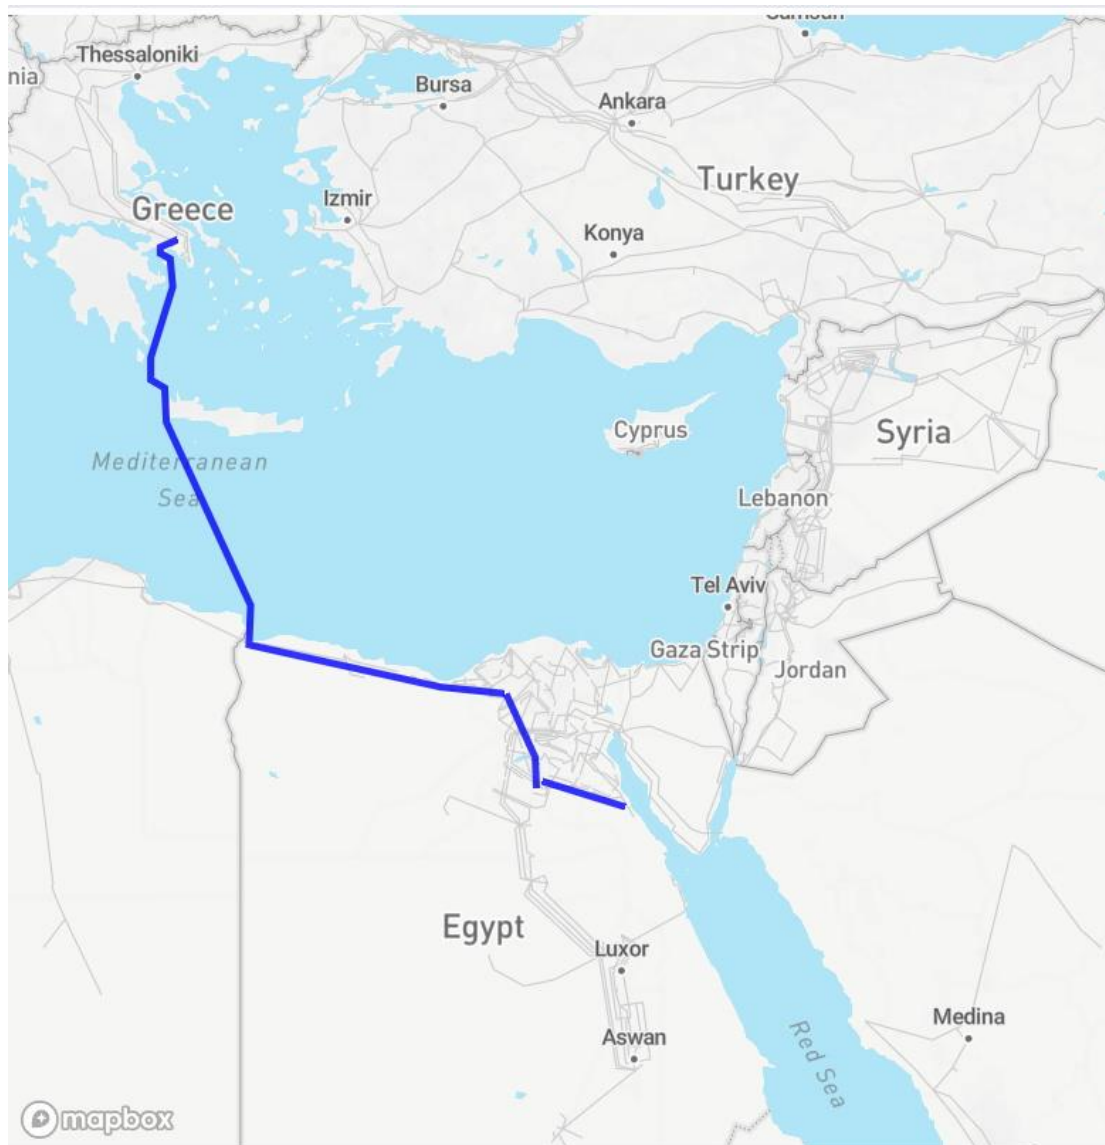 Samsun
Thessaloniki
nia
Bursa
Ankara
Turkey
Greece
Izmir
Konya
Cyprus
Syria
Mediterranean
Sea
Lebanon
Tel Aviv
Gaza Strip
Jordan
Egypt
Luxor
Medina
Aswan
Red Sea
mapbox